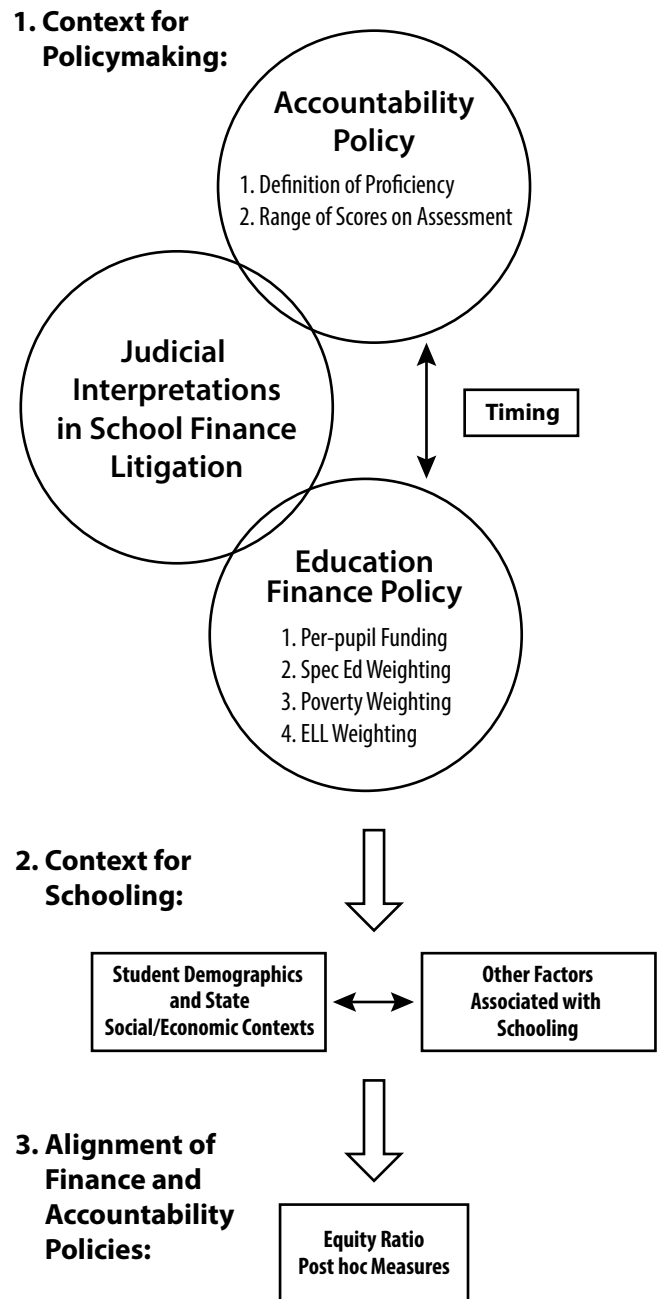 1. Context for
Policymaking:
Accountability
Policy
1. Definition of Proficiency
2. Range of Scores on Assessment
Judicial
Interpretations
in School Finance
Litigation
Timing
Education
Finance Policy
1. Per-pupil Funding
2. Spec Ed Weighting
3. Poverty Weighting
4. ELL Weighting
2. Context for
Schooling:
Student Demographics
and State
Social/Economic Contexts
Other Factors
Associated with
Schooling
3. Alignment of
Finance and
Accountability
Policies:
Equity Ratio
Post hoc Measures